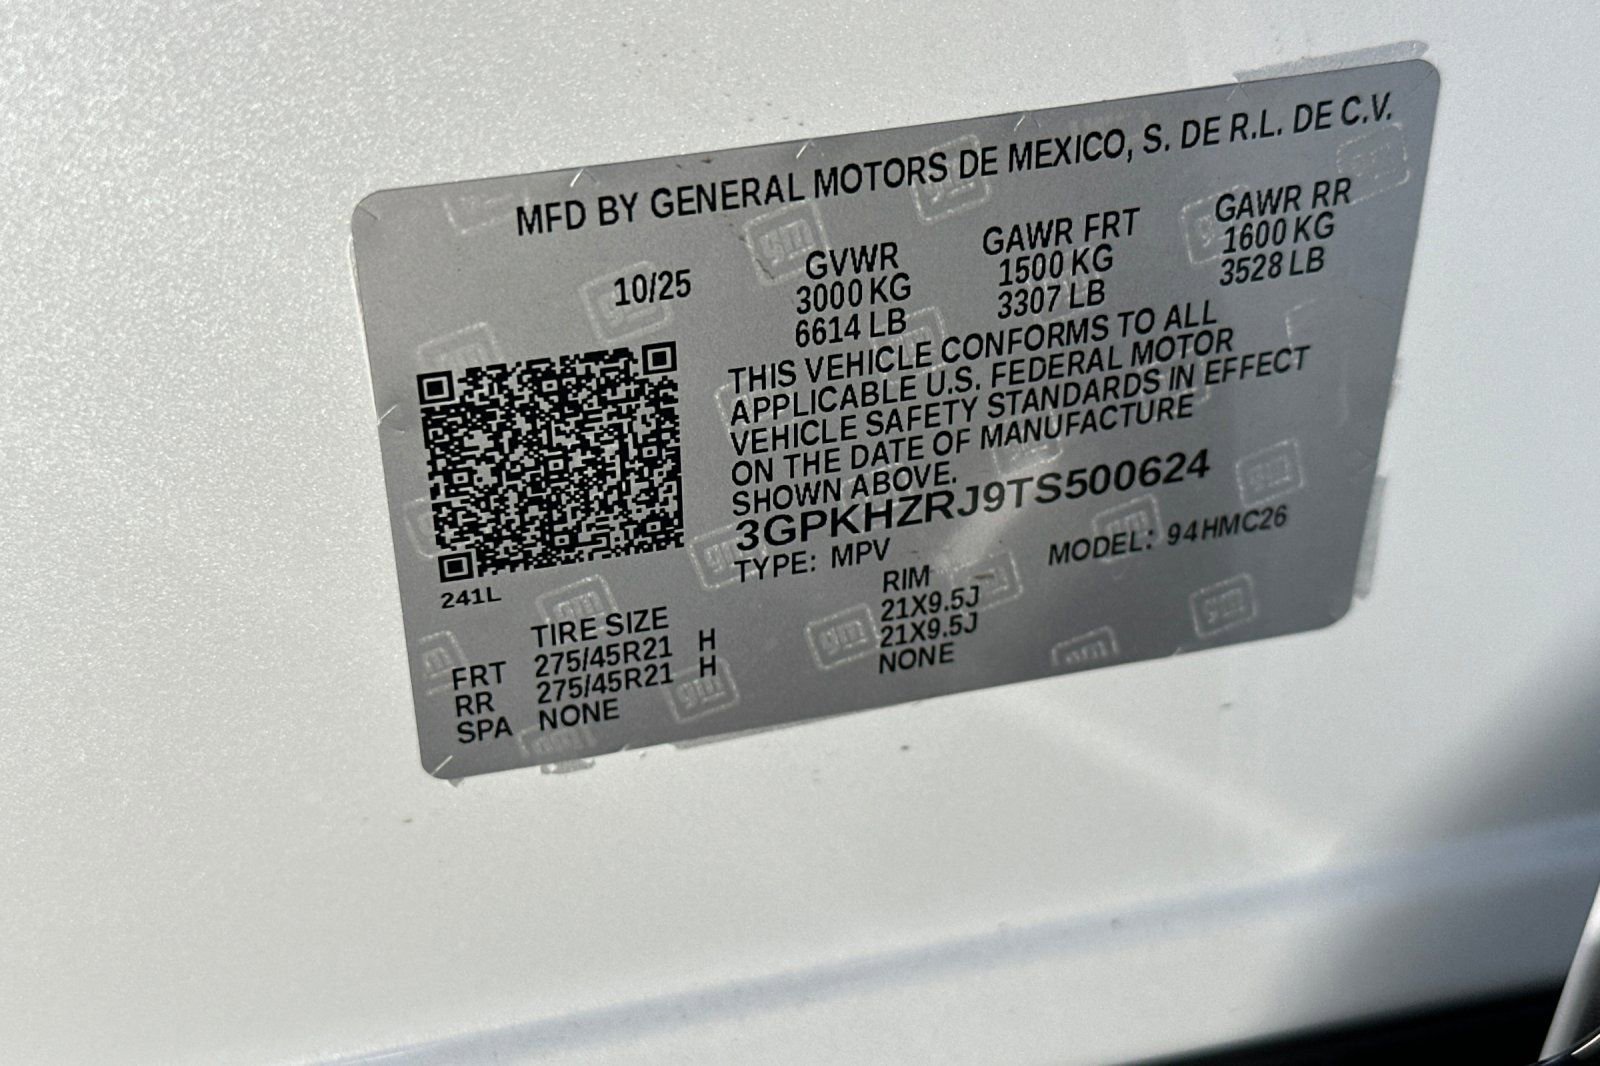 MFD BY GENERAL MOTORS DE MEXICO, S. DE R.L. DE C.V.
10/25 GVWR GAWR FRT GAWR RR
3000 KG 1500 KG 1600 KG
6614 LB 3307 LB 3528 LB
THIS VEHICLE CONFORMS TO ALL
APPLICABLE U.S. FEDERAL MOTOR
VEHICLE SAFETY STANDARDS IN EFFECT
ON THE DATE OF MANUFACTURE
SHOWN ABOVE.
3GPKHZRJ9TS500624
TYPE: MPV MODEL: 94HMC26
241L
TIRE SIZE RIM
FRT 275/45R21 H 21X9.5J
RR 275/45R21 H 21X9.5J
SPA NONE NONE